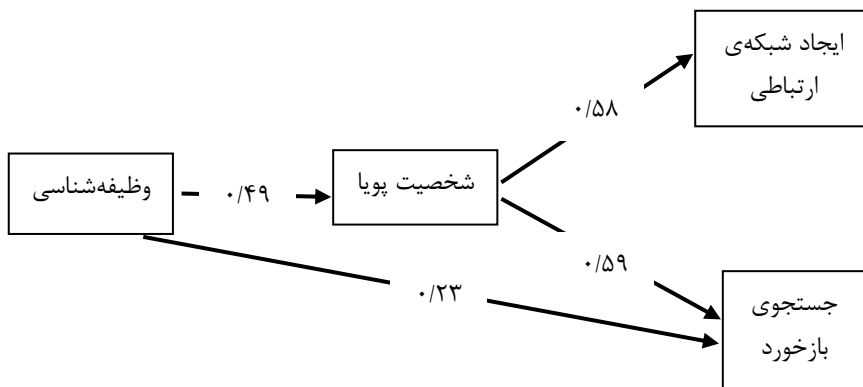 ایجاد شبکه‌ی
ارتباطی
۰/۵۸
شخصیت پویا
وظیفه‌شناسی
۰/۴۹
۰/۵۹
۰/۲۳
جستجوی
بازخورد